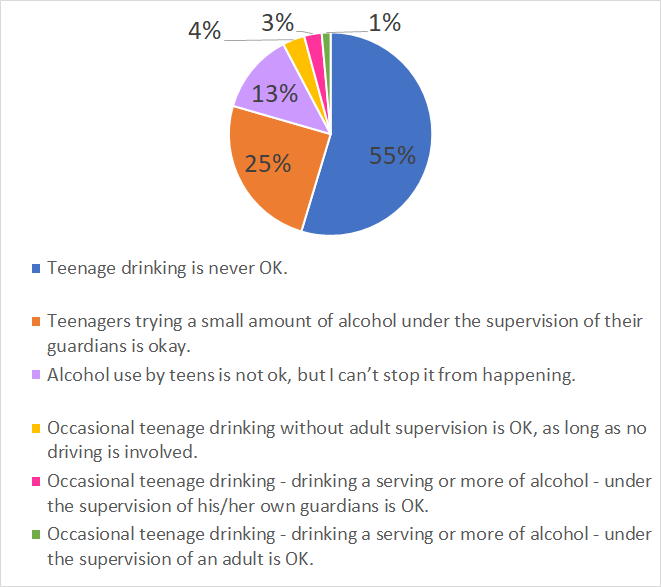 4%
3%
1%
13%
55%
25%
Teenage drinking is never OK.
Teenagers trying a small amount of alcohol under the supervision of their
guardians is okay.
Alcohol use by teens is not ok, but I can’t stop it from happening.
Occasional teenage drinking without adult supervision is OK, as long as no
driving is involved.
Occasional teenage drinking - drinking a serving or more of alcohol - under
the supervision of his/her own guardians is OK.
Occasional teenage drinking - drinking a serving or more of alcohol - under
the supervision of an adult is OK.